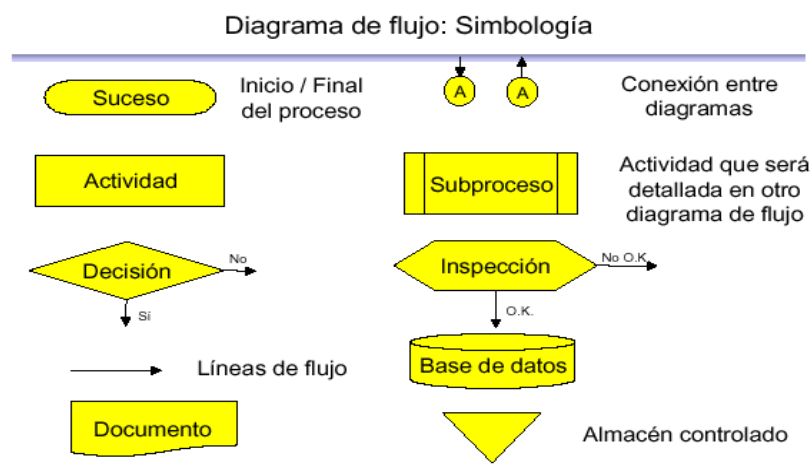 Diagrama de flujo: Simbología
Suceso
Inicio / Final
del proceso
A
A
Conexión entre
diagramas
Actividad
Subproceso
Actividad que será
detallada en otro
diagrama de flujo
Decisión
No
Sí
Inspección
No O.K
O.K.
Líneas de flujo
Base de datos
Documento
Almacén controlado